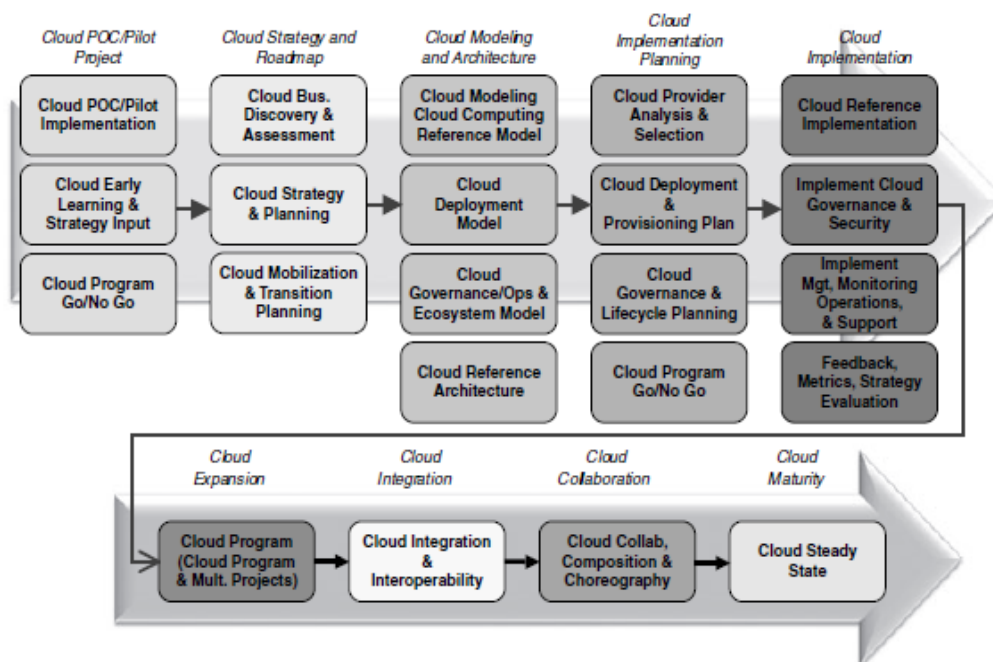 Cloud POC/Pilot
Project
Cloud Strategy and
Roadmap
Cloud Modeling
and Architecture
Cloud
Implementation
Planning
Cloud
Implementation
Cloud POC/Pilot
Implementation
Cloud Bus.
Discovery &
Assessment
Cloud Modeling
Cloud Computing
Reference Model
Cloud Provider
Analysis &
Selection
Cloud Reference
Implementation
Cloud Early
Learning &
Strategy Input
Cloud Strategy
& Planning
Cloud
Deployment
Model
Cloud Deployment
&
Provisioning Plan
Implement Cloud
Governance &
Security
Cloud Program
Go/No Go
Cloud Mobilization
& Transition
Planning
Cloud
Governance/Ops &
Ecosystem Model
Cloud
Governance &
Lifecycle Planning
Implement
Mgt, Monitoring
Operations,
& Support
Cloud Reference
Architecture
Cloud Program
Go/No Go
Feedback,
Metrics, Strategy
Evaluation
Cloud
Expansion
Cloud
Integration
Cloud
Collaboration
Cloud
Maturity
Cloud Program
(Cloud Program
& Mult. Projects)
Cloud Integration
&
Interoperability
Cloud Collab,
Composition &
Choreography
Cloud Steady
State